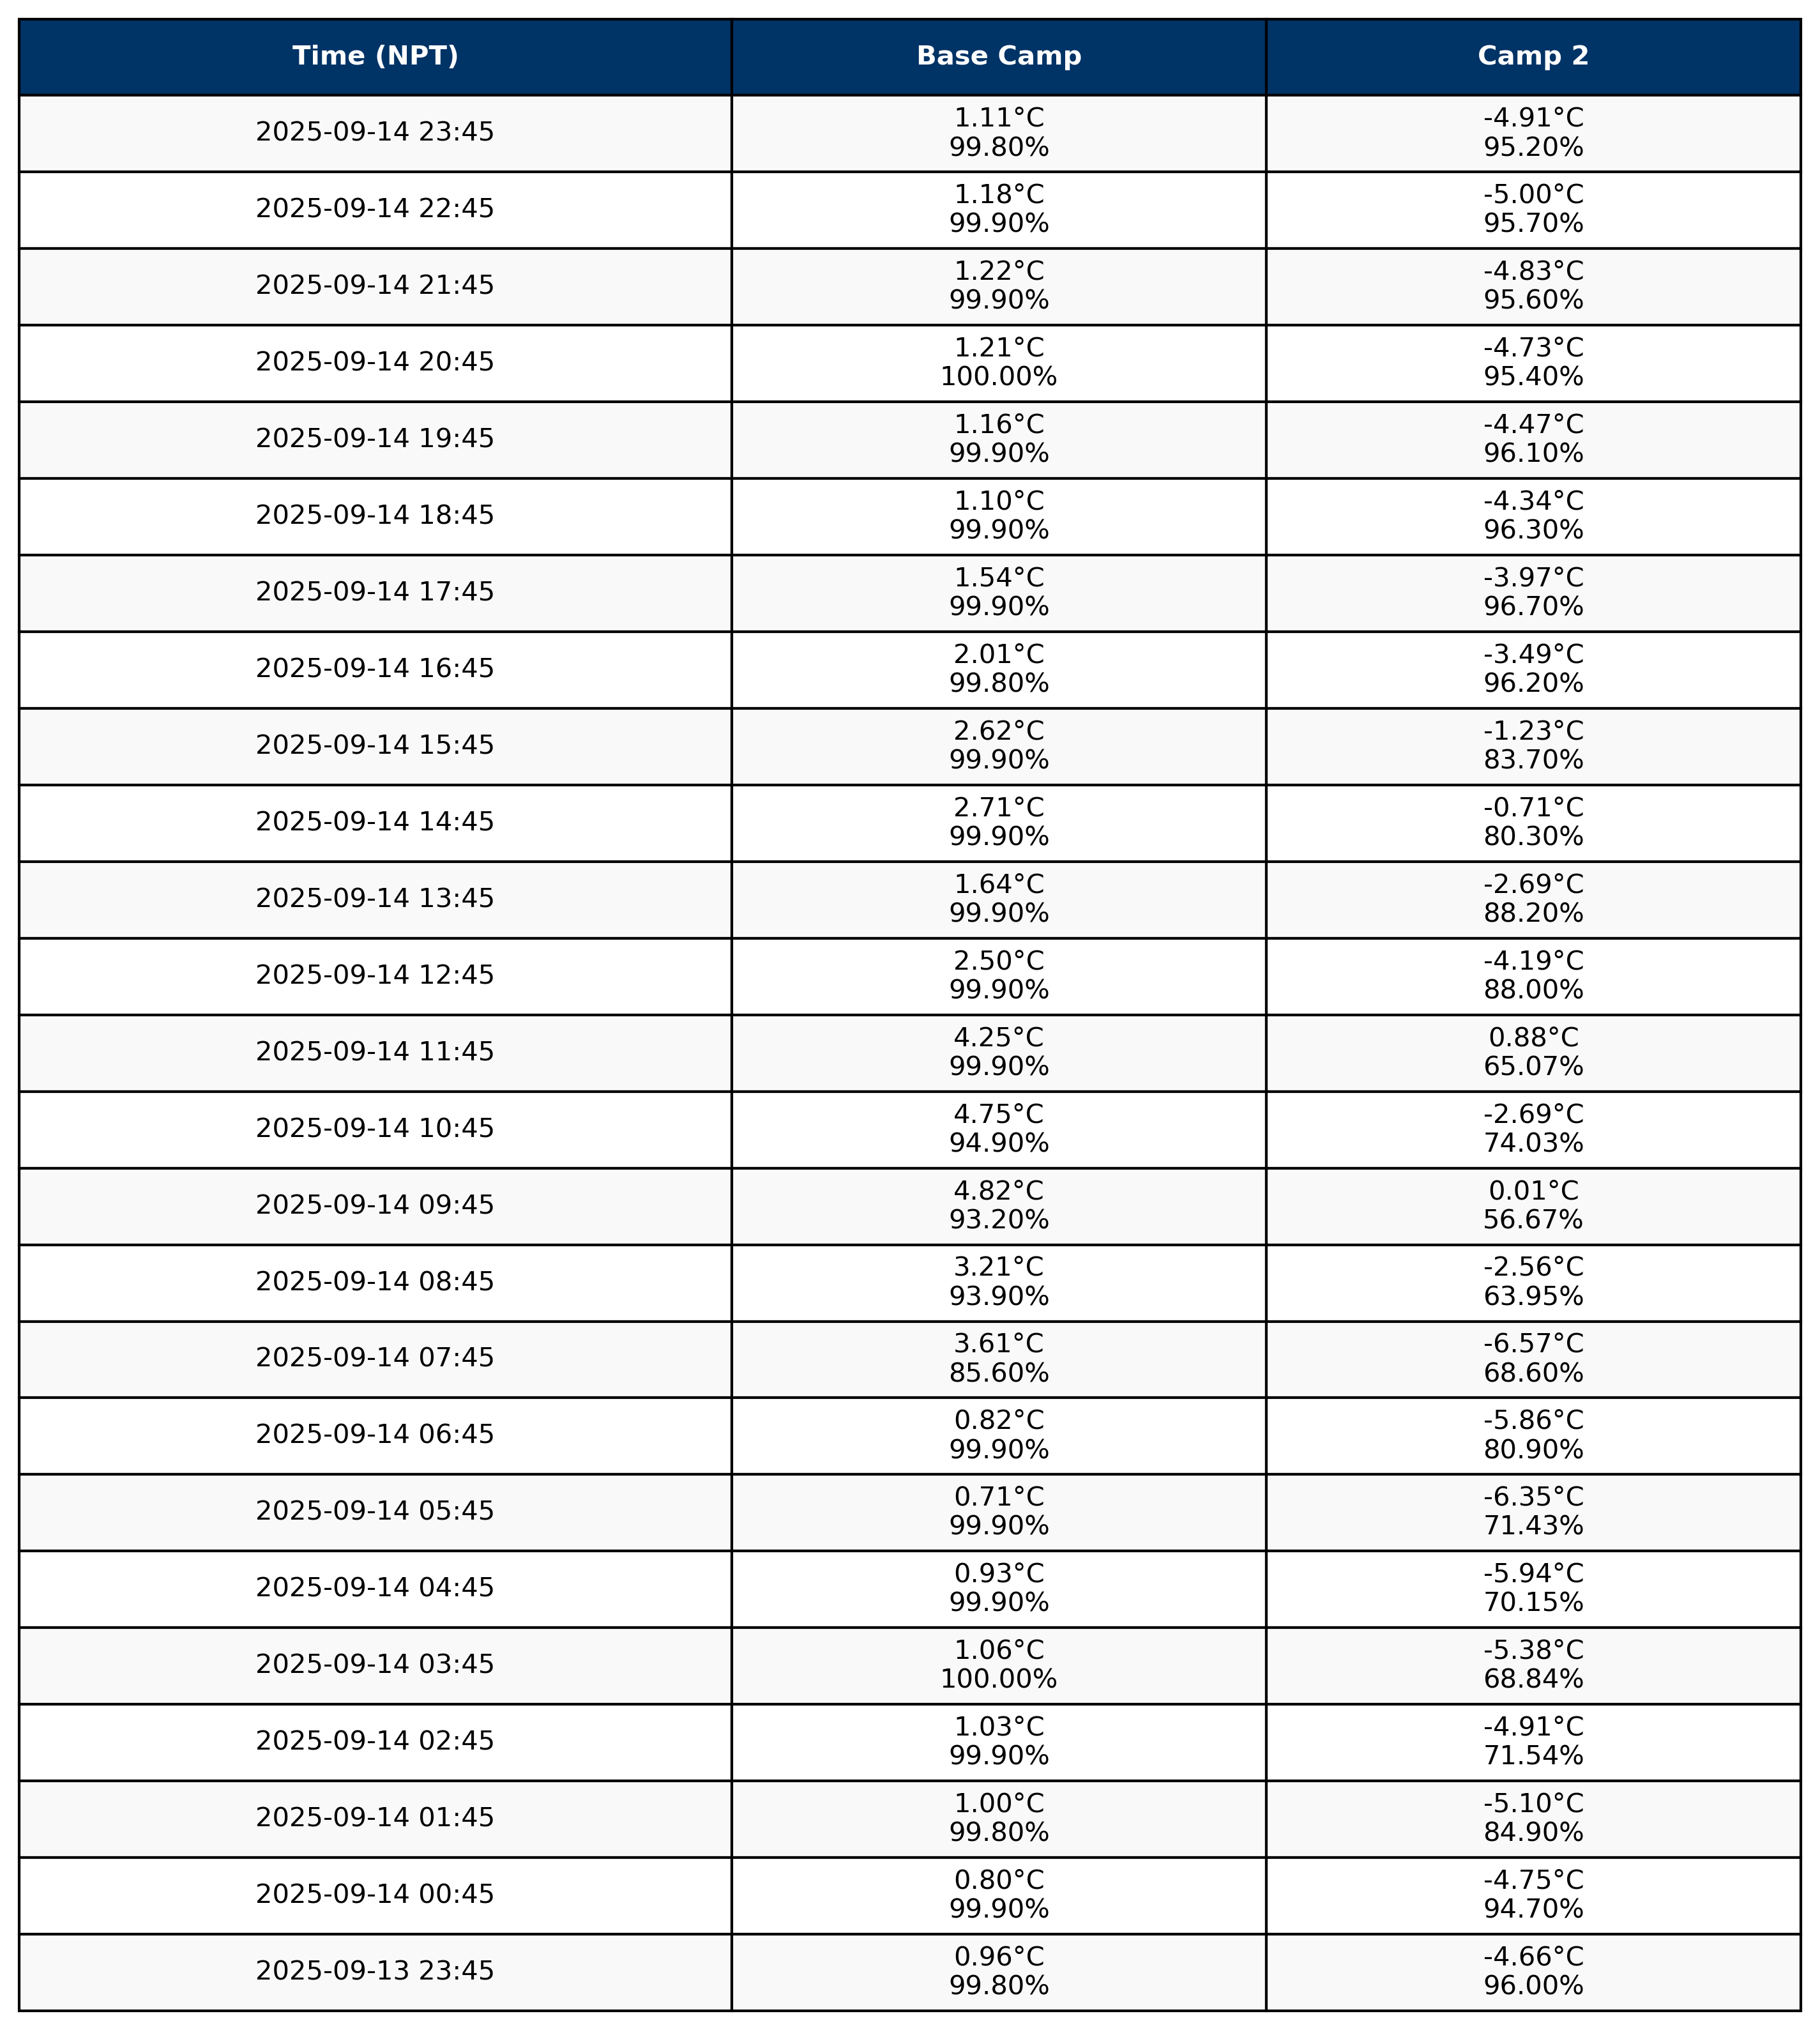 Time (NPT) Base Camp Camp 2
2025-09-14 23:45
1.11°C
99.80%
-4.91°C
95.20%
2025-09-14 22:45
1.18°C
99.90%
-5.00°C
95.70%
2025-09-14 21:45
1.22°C
99.90%
-4.83°C
95.60%
2025-09-14 20:45
1.21°C
100.00%
-4.73°C
95.40%
2025-09-14 19:45
1.16°C
99.90%
-4.47°C
96.10%
2025-09-14 18:45
1.10°C
99.90%
-4.34°C
96.30%
2025-09-14 17:45
1.54°C
99.90%
-3.97°C
96.70%
2025-09-14 16:45
2.01°C
99.80%
-3.49°C
96.20%
2025-09-14 15:45
2.62°C
99.90%
-1.23°C
83.70%
2025-09-14 14:45
2.71°C
99.90%
-0.71°C
80.30%
2025-09-14 13:45
1.64°C
99.90%
-2.69°C
88.20%
2025-09-14 12:45
2.50°C
99.90%
-4.19°C
88.00%
2025-09-14 11:45
4.25°C
99.90%
0.88°C
65.07%
2025-09-14 10:45
4.75°C
94.90%
-2.69°C
74.03%
2025-09-14 09:45
4.82°C
93.20%
0.01°C
56.67%
2025-09-14 08:45
3.21°C
93.90%
-2.56°C
63.95%
2025-09-14 07:45
3.61°C
85.60%
-6.57°C
68.60%
2025-09-14 06:45
0.82°C
99.90%
-5.86°C
80.90%
2025-09-14 05:45
0.71°C
99.90%
-6.35°C
71.43%
2025-09-14 04:45
0.93°C
99.90%
-5.94°C
70.15%
2025-09-14 03:45
1.06°C
100.00%
-5.38°C
68.84%
2025-09-14 02:45
1.03°C
99.90%
-4.91°C
71.54%
2025-09-14 01:45
1.00°C
99.80%
-5.10°C
84.90%
2025-09-14 00:45
0.80°C
99.90%
-4.75°C
94.70%
2025-09-13 23:45
0.96°C
99.80%
-4.66°C
96.00%